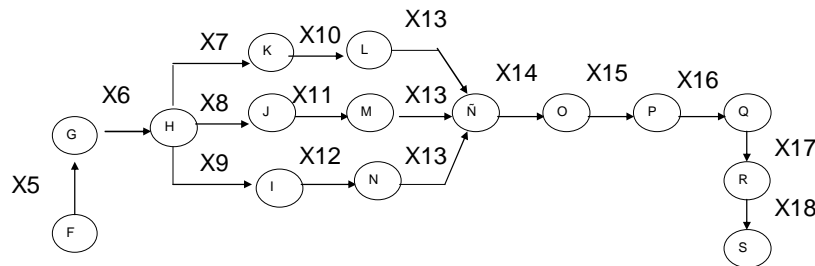 X13
X7 X10
K L
X14 X15 X16
X6 X8 X11 X13
G H J M Ñ O P Q
X9 X12 X13 X17
X5 I N R
X18
F S